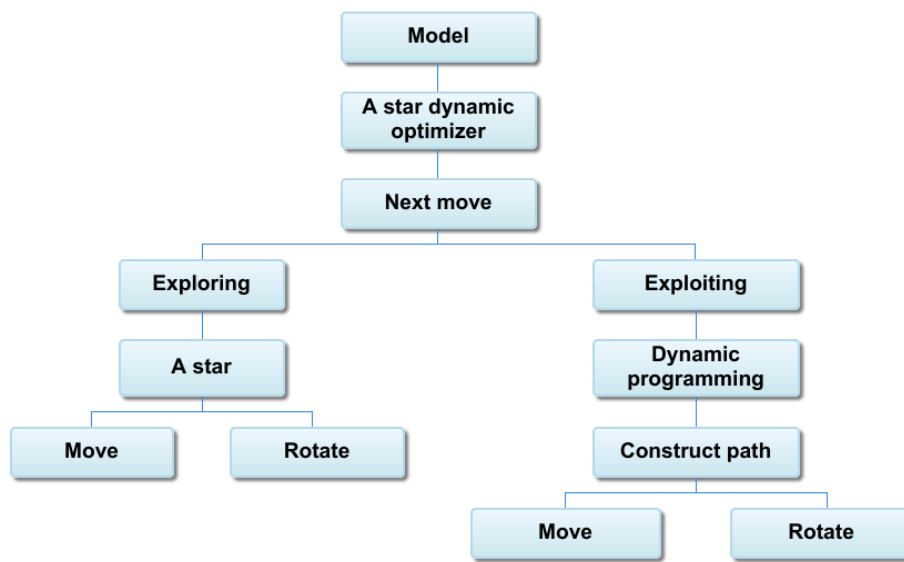 Model
A star dynamic
optimizer
Next move
Exploring
Exploiting
A star
Dynamic
programming
Move
Rotate
Construct path
Move
Rotate